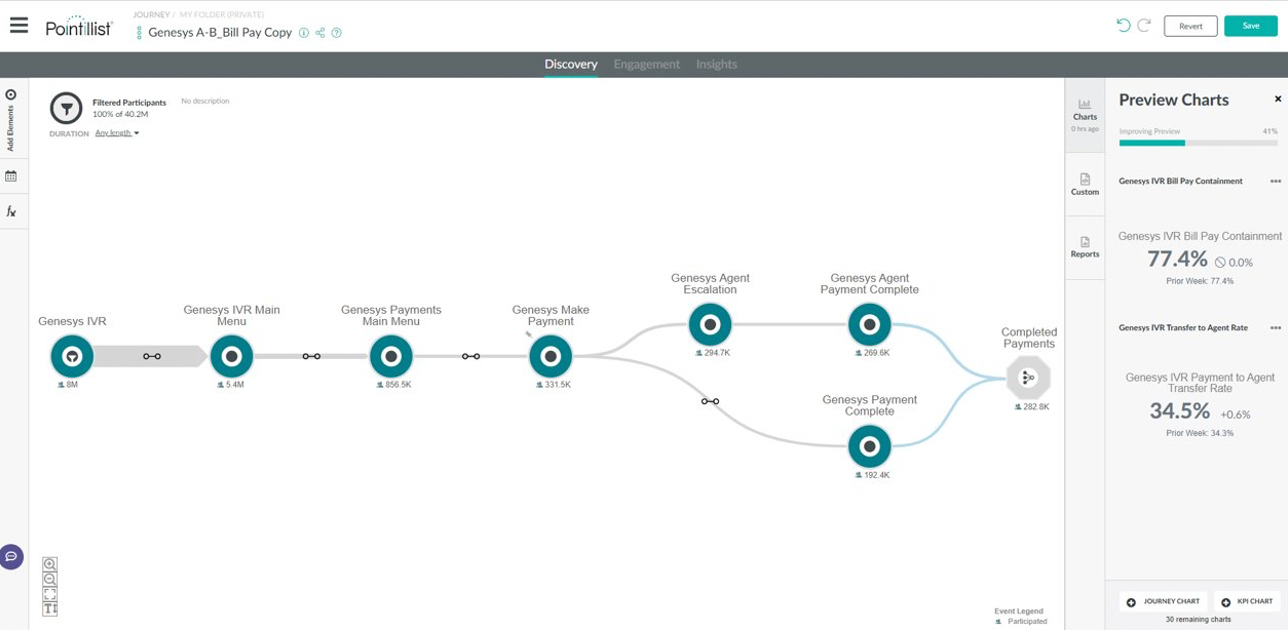 JOURNEY / MY FOLDER (PRIVATE)
Pointillist
Genesys A-B_Bill Pay Copy
Revert
Save
Discovery
Engagement
Insights
Add Elements
fx
Filtered Participants
100% of 40.2M
No description
DURATION Any length
Genesys IVR
8M
Genesys IVR Main
Menu
5.4M
Genesys Payments
Main Menu
856.5K
Genesys Make
Payment
331.5K
Genesys Agent
Escalation
294.7K
Genesys Agent
Payment Complete
269.6K
Genesys Payment
Complete
192.4K
Completed
Payments
282.8K
Event Legend
Participated
Charts
0 hrs ago
Custom
Reports
Preview Charts
Improving Preview 41%
Genesys IVR Bill Pay Containment
Genesys IVR Bill Pay Containment
77.4% 0.0%
Prior Week: 77.4%
Genesys IVR Transfer to Agent Rate
Genesys IVR Payment to Agent
Transfer Rate
34.5% +0.6%
Prior Week: 34.3%
JOURNEY CHART
KPI CHART
30 remaining charts